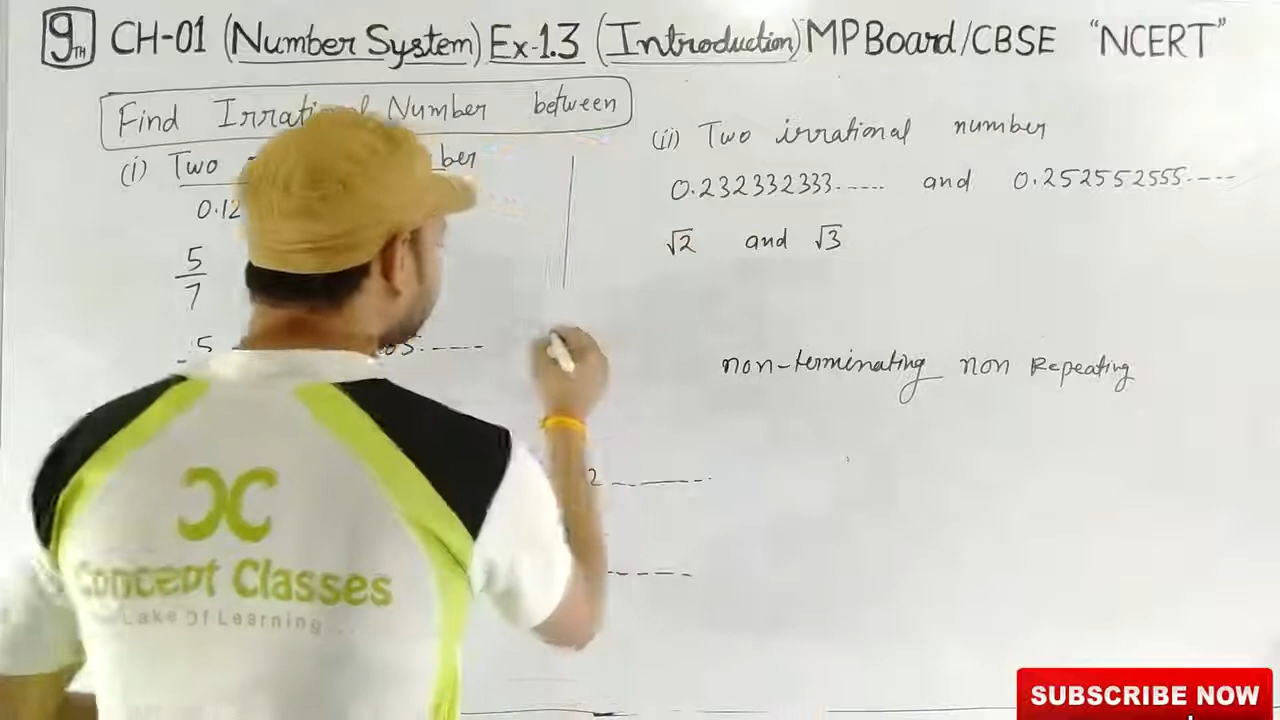 9TH CH-01 (Number System) Ex-1.3 (Introduction) MP Board/CBSE "NCERT"
Find Number between
(i) Two
0.12
5
7
5
(ii) Two irrational number
0.232332333...... and 0.252552555.----
√2 and √3
non-terminating non Repeating
2
Concept Classes
Lake Of Learning...
SUBSCRIBE NOW